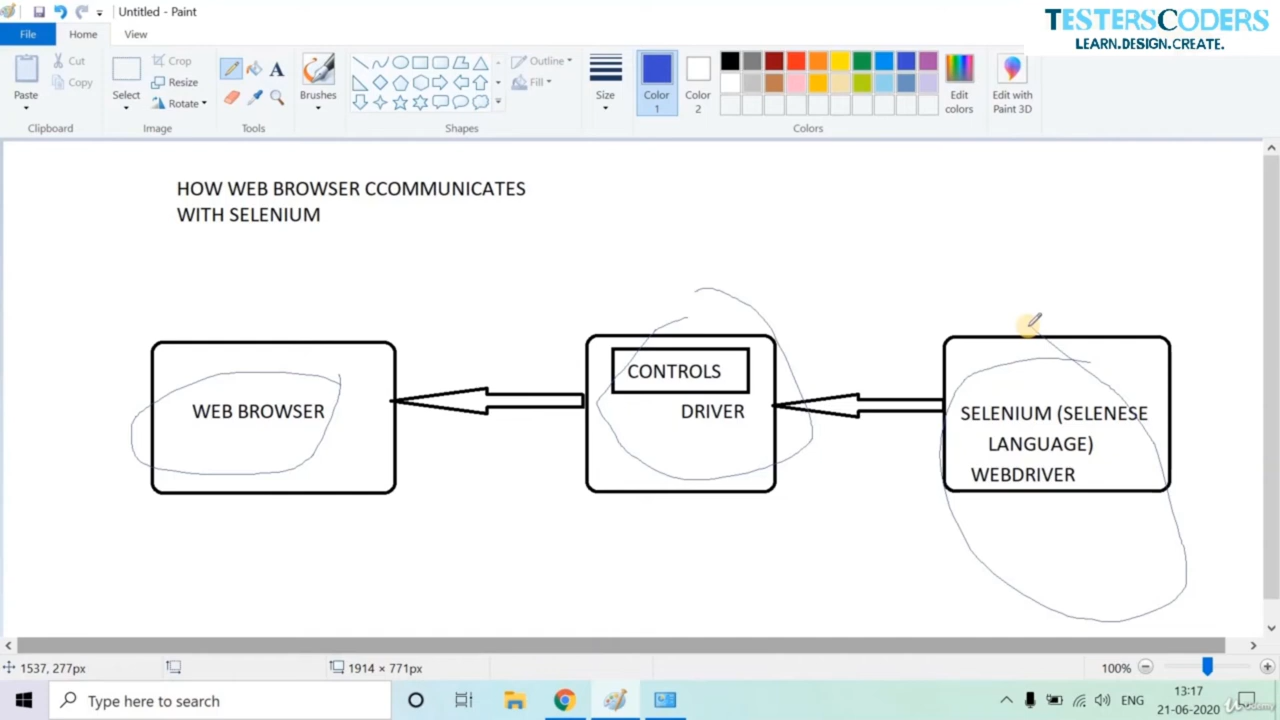 Untitled - Paint
TESTERSCODERS
LEARN.DESIGN.CREATE.
File
Home
View
Paste
Cut
Copy
Clipboard
Select
Crop
Resize
Rotate
Image
A
Tools
Brushes
Shapes
Outline
Fill
Size
Color
1
Color
2
Edit
colors
Colors
Edit with
Paint 3D
HOW WEB BROWSER CCOMMUNICATES
WITH SELENIUM
WEB BROWSER
CONTROLS
DRIVER
SELENIUM (SELENESE
LANGUAGE)
WEBDRIVER
1537, 277px
1914 × 771px
100%
Type here to search
ENG
13:17
21-06-2020
Udemy